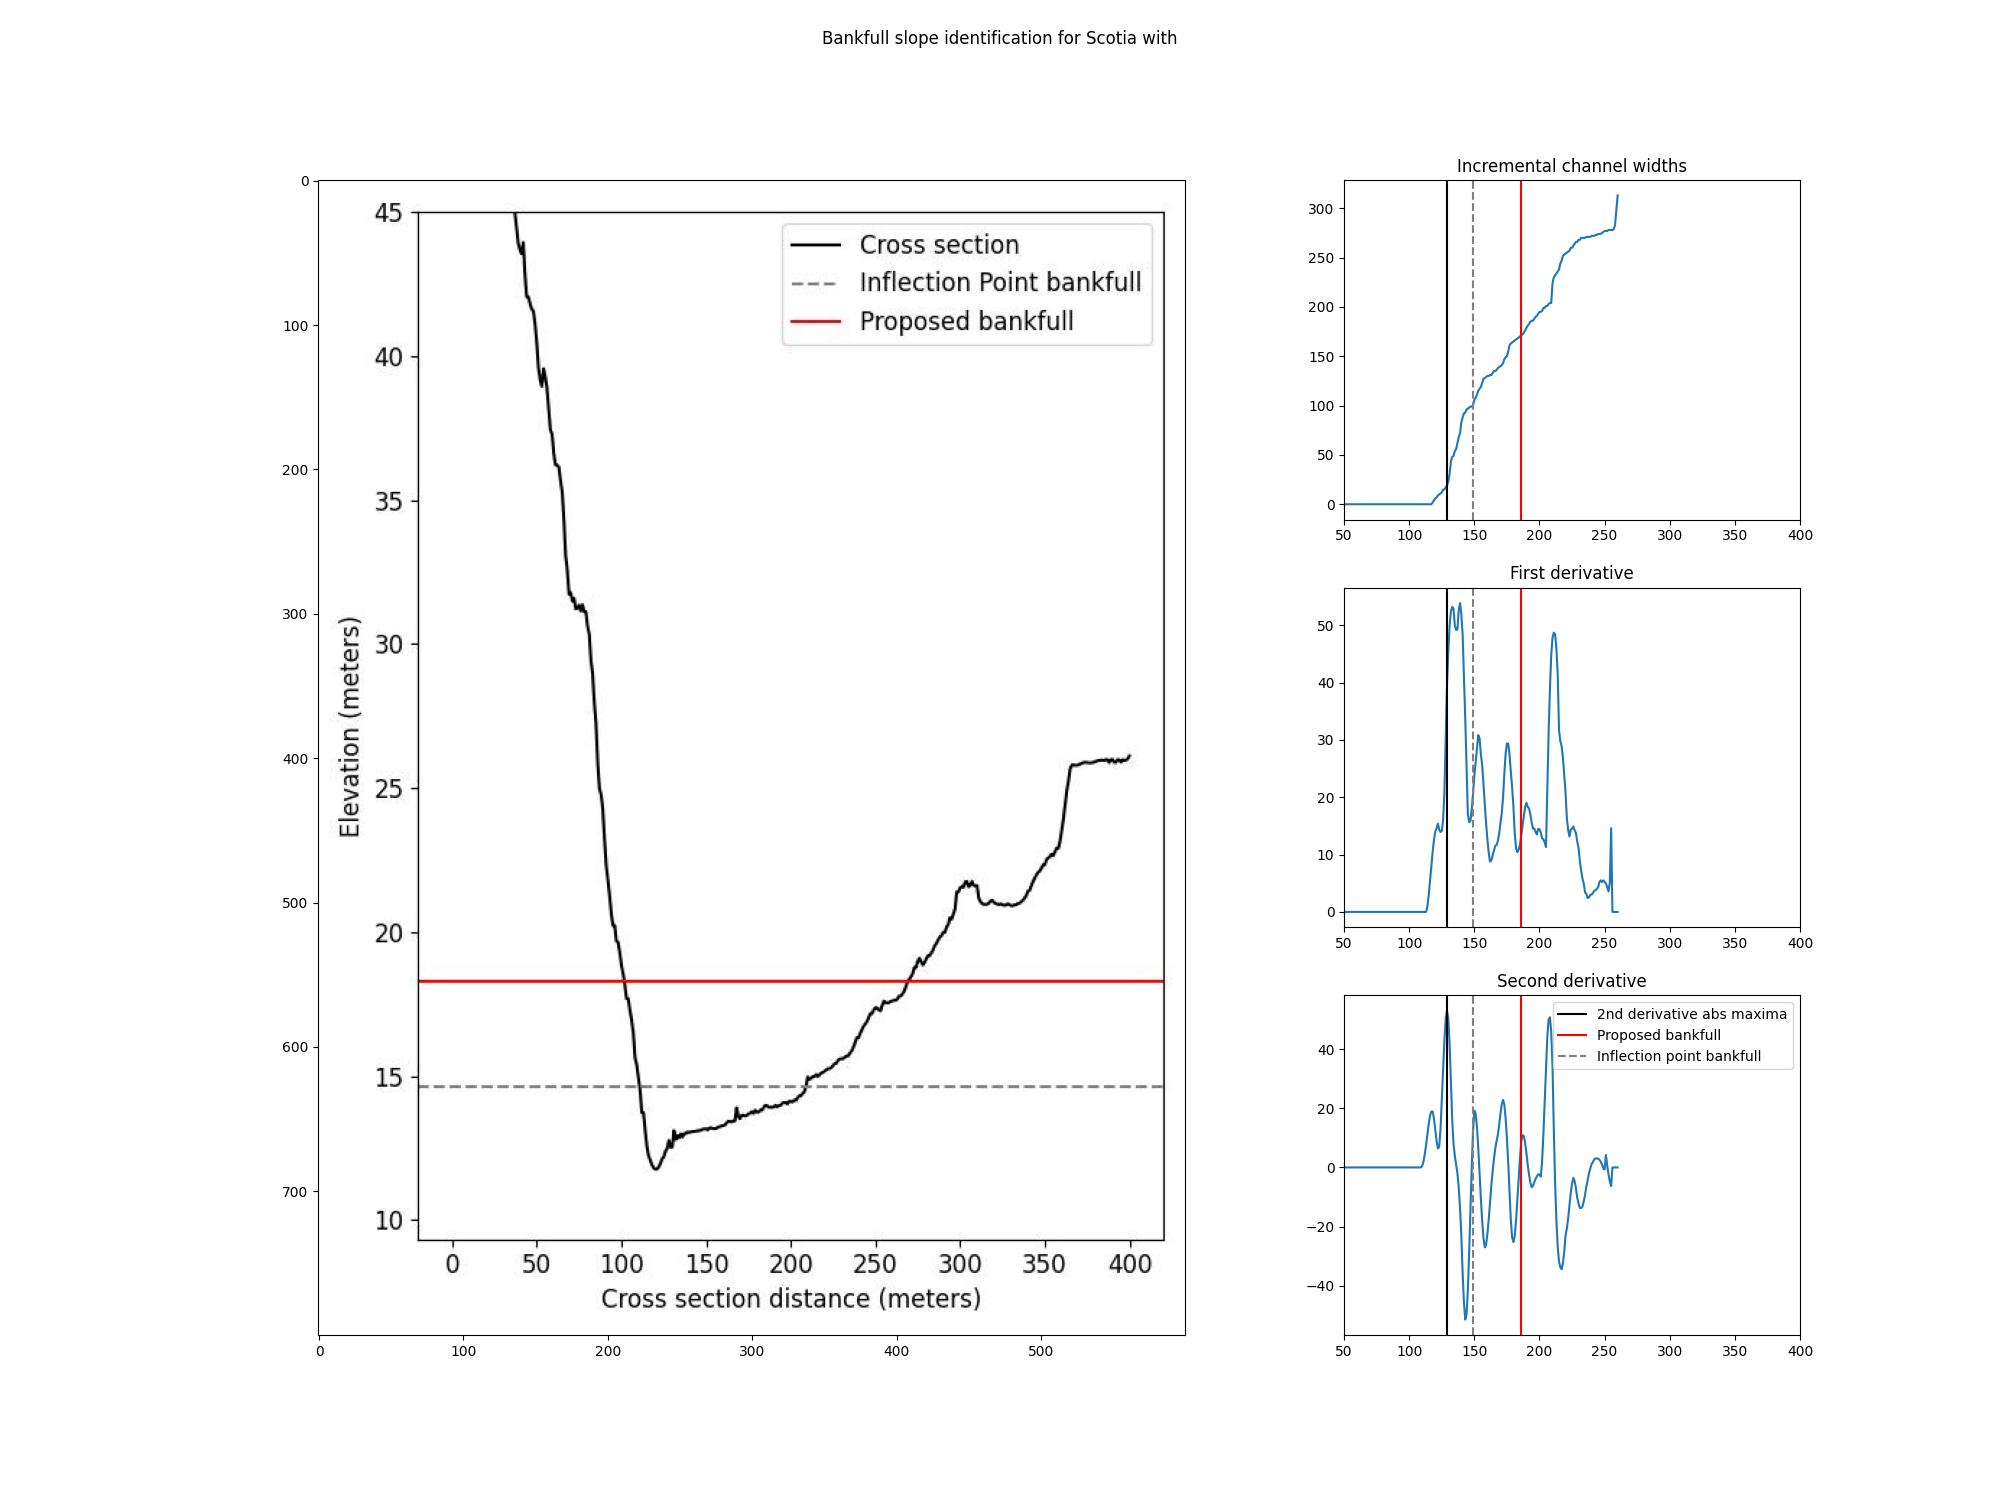 Bankfull slope identification for Scotia with
0
100
200
300
400
500
600
700
0
100
200
300
400
500
45
40
35
30
25
20
15
10
Elevation (meters)
Cross section
Inflection Point bankfull
Proposed bankfull
0 50 100 150 200 250 300 350 400
Cross section distance (meters)
Incremental channel widths
300
250
200
150
100
50
0
50 100 150 200 250 300 350 400
First derivative
50
40
30
20
10
0
50 100 150 200 250 300 350 400
Second derivative
2nd derivative abs maxima
Proposed bankfull
Inflection point bankfull
40
20
0
−20
−40
50 100 150 200 250 300 350 400